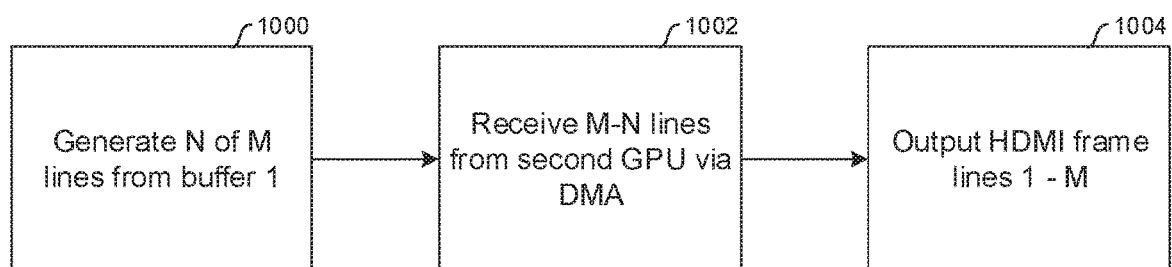 1000
1002
1004
Generate N of M
lines from buffer 1
Receive M-N lines
from second GPU via
DMA
Output HDMI frame
lines 1 - M